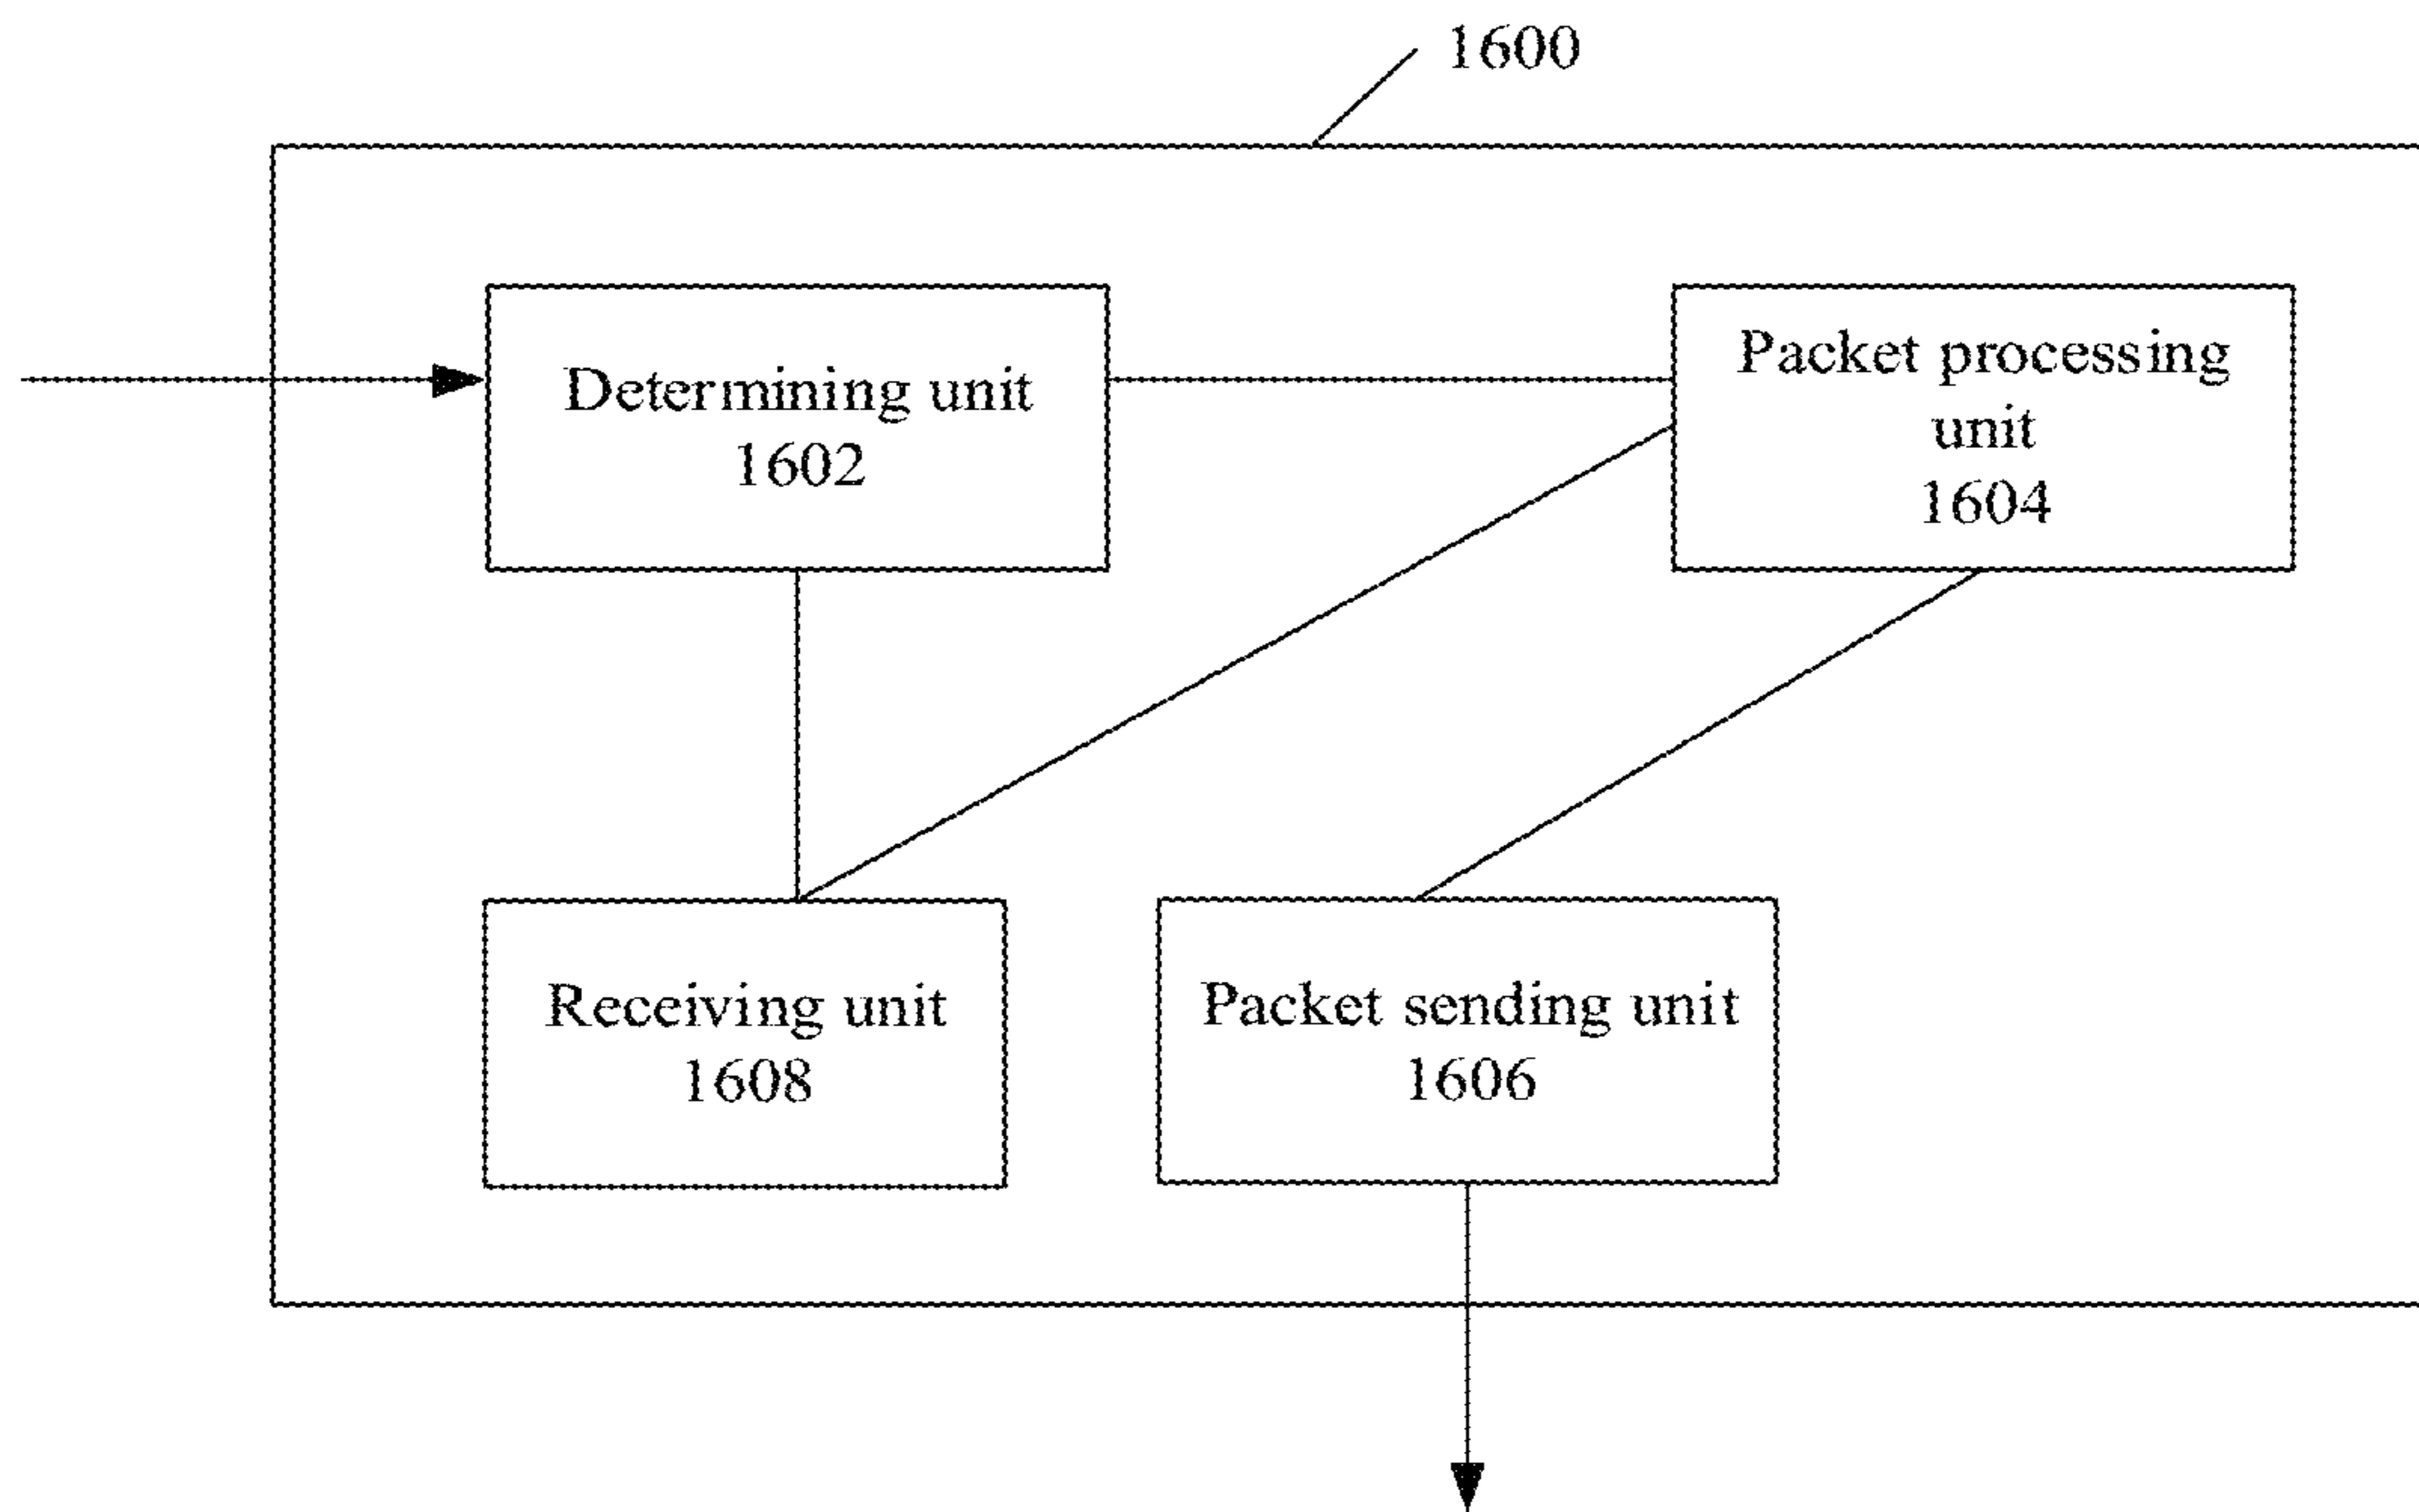 1600
Determining unit
1602
Packet processing
unit
1604
Receiving unit
1608
Packet sending unit
1606